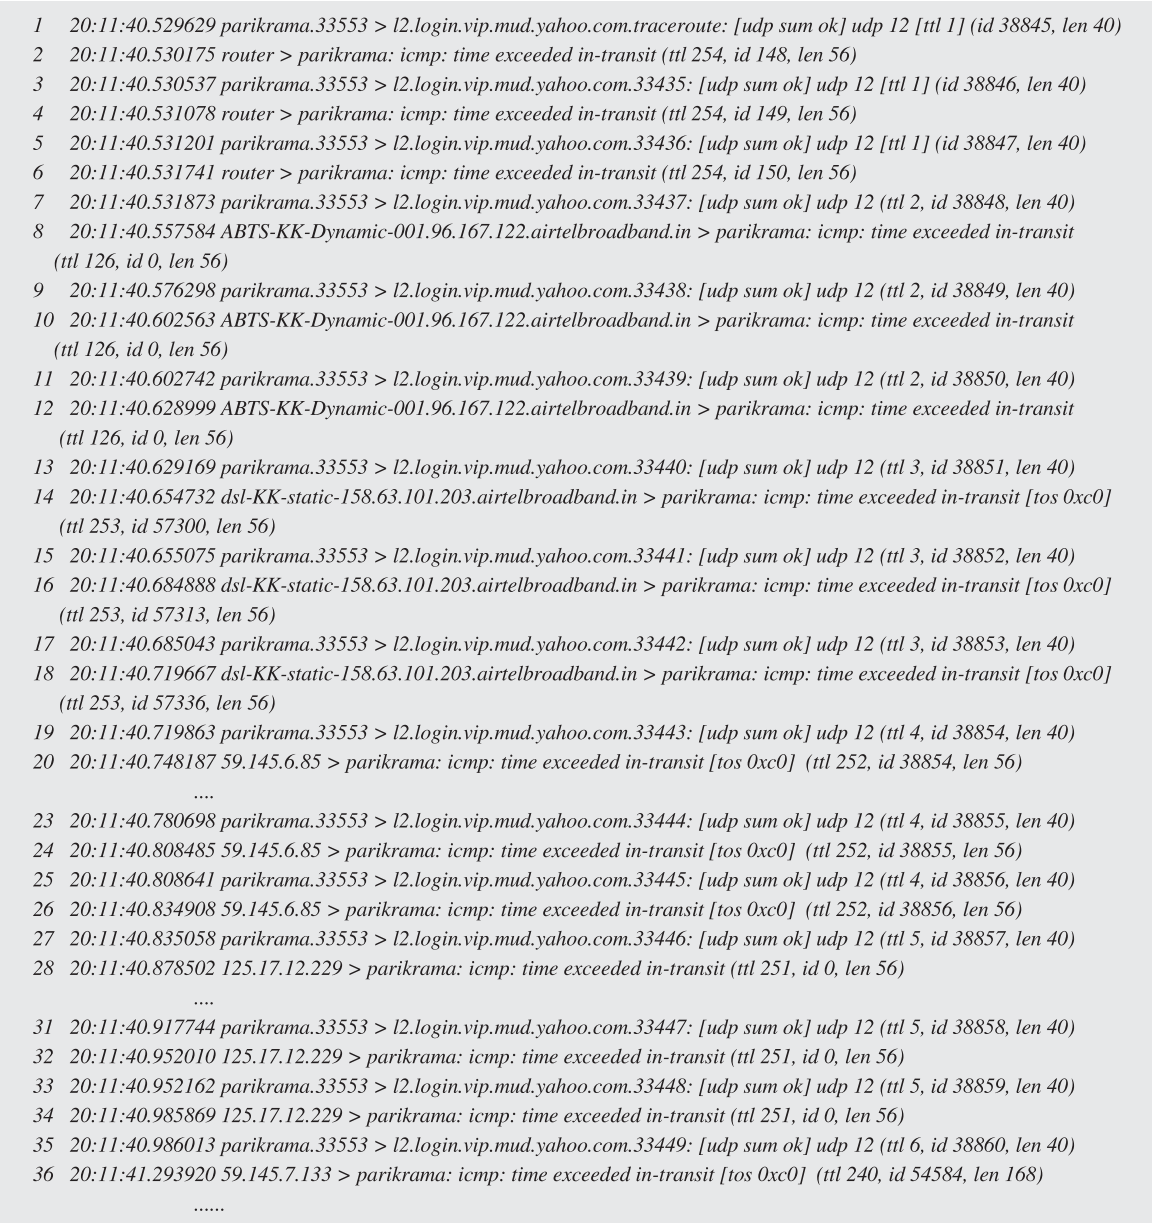 1 20:11:40.529629 parikrama.33553 > l2.login.vip.mud.yahoo.com.traceroute: [udp sum ok] udp 12 [ttl 1] (id 38845, len 40)
2 20:11:40.530175 router > parikrama: icmp: time exceeded in-transit (ttl 254, id 148, len 56)
3 20:11:40.530537 parikrama.33553 > l2.login.vip.mud.yahoo.com.33435: [udp sum ok] udp 12 [ttl 1] (id 38846, len 40)
4 20:11:40.531078 router > parikrama: icmp: time exceeded in-transit (ttl 254, id 149, len 56)
5 20:11:40.531201 parikrama.33553 > l2.login.vip.mud.yahoo.com.33436: [udp sum ok] udp 12 [ttl 1] (id 38847, len 40)
6 20:11:40.531741 router > parikrama: icmp: time exceeded in-transit (ttl 254, id 150, len 56)
7 20:11:40.531873 parikrama.33553 > l2.login.vip.mud.yahoo.com.33437: [udp sum ok] udp 12 (ttl 2, id 38848, len 40)
8 20:11:40.557584 ABTS-KK-Dynamic-001.96.167.122.airtelbroadband.in > parikrama: icmp: time exceeded in-transit
(ttl 126, id 0, len 56)
9 20:11:40.576298 parikrama.33553 > l2.login.vip.mud.yahoo.com.33438: [udp sum ok] udp 12 (ttl 2, id 38849, len 40)
10 20:11:40.602563 ABTS-KK-Dynamic-001.96.167.122.airtelbroadband.in > parikrama: icmp: time exceeded in-transit
(ttl 126, id 0, len 56)
11 20:11:40.602742 parikrama.33553 > l2.login.vip.mud.yahoo.com.33439: [udp sum ok] udp 12 (ttl 2, id 38850, len 40)
12 20:11:40.628999 ABTS-KK-Dynamic-001.96.167.122.airtelbroadband.in > parikrama: icmp: time exceeded in-transit
(ttl 126, id 0, len 56)
13 20:11:40.629169 parikrama.33553 > l2.login.vip.mud.yahoo.com.33440: [udp sum ok] udp 12 (ttl 3, id 38851, len 40)
14 20:11:40.654732 dsl-KK-static-158.63.101.203.airtelbroadband.in > parikrama: icmp: time exceeded in-transit [tos 0xc0]
(ttl 253, id 57300, len 56)
15 20:11:40.655075 parikrama.33553 > l2.login.vip.mud.yahoo.com.33441: [udp sum ok] udp 12 (ttl 3, id 38852, len 40)
16 20:11:40.684888 dsl-KK-static-158.63.101.203.airtelbroadband.in > parikrama: icmp: time exceeded in-transit [tos 0xc0]
(ttl 253, id 57313, len 56)
17 20:11:40.685043 parikrama.33553 > l2.login.vip.mud.yahoo.com.33442: [udp sum ok] udp 12 (ttl 3, id 38853, len 40)
18 20:11:40.719667 dsl-KK-static-158.63.101.203.airtelbroadband.in > parikrama: icmp: time exceeded in-transit [tos 0xc0]
(ttl 253, id 57336, len 56)
19 20:11:40.719863 parikrama.33553 > l2.login.vip.mud.yahoo.com.33443: [udp sum ok] udp 12 (ttl 4, id 38854, len 40)
20 20:11:40.748187 59.145.6.85 > parikrama: icmp: time exceeded in-transit [tos 0xc0] (ttl 252, id 38854, len 56)
....
23 20:11:40.780698 parikrama.33553 > l2.login.vip.mud.yahoo.com.33444: [udp sum ok] udp 12 (ttl 4, id 38855, len 40)
24 20:11:40.808485 59.145.6.85 > parikrama: icmp: time exceeded in-transit [tos 0xc0] (ttl 252, id 38855, len 56)
25 20:11:40.808641 parikrama.33553 > l2.login.vip.mud.yahoo.com.33445: [udp sum ok] udp 12 (ttl 4, id 38856, len 40)
26 20:11:40.834908 59.145.6.85 > parikrama: icmp: time exceeded in-transit [tos 0xc0] (ttl 252, id 38856, len 56)
27 20:11:40.835058 parikrama.33553 > l2.login.vip.mud.yahoo.com.33446: [udp sum ok] udp 12 (ttl 5, id 38857, len 40)
28 20:11:40.878502 125.17.12.229 > parikrama: icmp: time exceeded in-transit (ttl 251, id 0, len 56)
....
31 20:11:40.917744 parikrama.33553 > l2.login.vip.mud.yahoo.com.33447: [udp sum ok] udp 12 (ttl 5, id 38858, len 40)
32 20:11:40.952010 125.17.12.229 > parikrama: icmp: time exceeded in-transit (ttl 251, id 0, len 56)
33 20:11:40.952162 parikrama.33553 > l2.login.vip.mud.yahoo.com.33448: [udp sum ok] udp 12 (ttl 5, id 38859, len 40)
34 20:11:40.985869 125.17.12.229 > parikrama: icmp: time exceeded in-transit (ttl 251, id 0, len 56)
35 20:11:40.986013 parikrama.33553 > l2.login.vip.mud.yahoo.com.33449: [udp sum ok] udp 12 (ttl 6, id 38860, len 40)
36 20:11:41.293920 59.145.7.133 > parikrama: icmp: time exceeded in-transit [tos 0xc0] (ttl 240, id 54584, len 168)
......